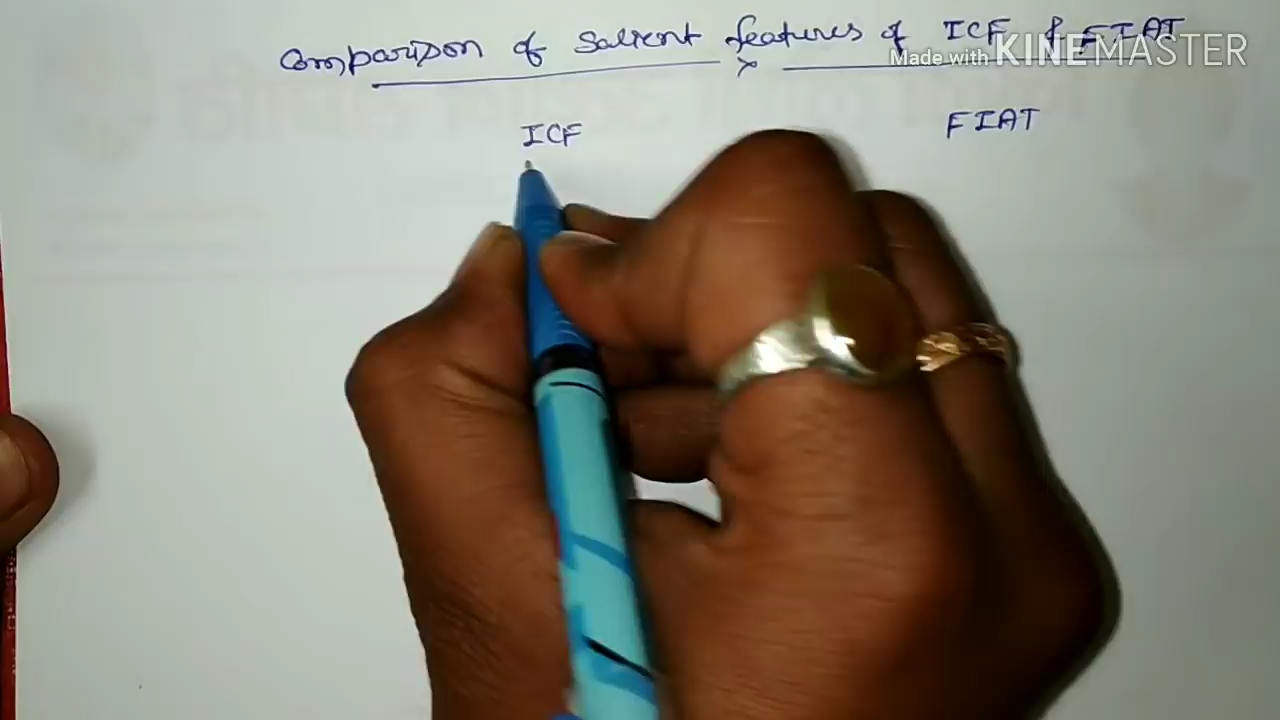 Comparison of Salient features of ICF & FIAT
Made with KINEMASTER
ICF
FIAT